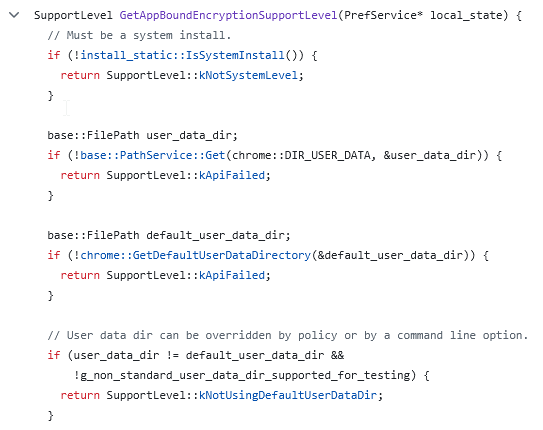 SupportLevel GetAppBoundEncryptionSupportLevel(PrefService* local_state) {
  // Must be a system install.
  if (!install_static::IsSystemInstall()) {
    return SupportLevel::kNotSystemLevel;
  }

  base::FilePath user_data_dir;
  if (!base::PathService::Get(chrome::DIR_USER_DATA, &user_data_dir)) {
    return SupportLevel::kApiFailed;
  }

  base::FilePath default_user_data_dir;
  if (!chrome::GetDefaultUserDataDirectory(&default_user_data_dir)) {
    return SupportLevel::kApiFailed;
  }

  // User data dir can be overridden by policy or by a command line option.
  if (user_data_dir != default_user_data_dir &&
      !g_non_standard_user_data_dir_supported_for_testing) {
    return SupportLevel::kNotUsingDefaultUserDataDir;
  }